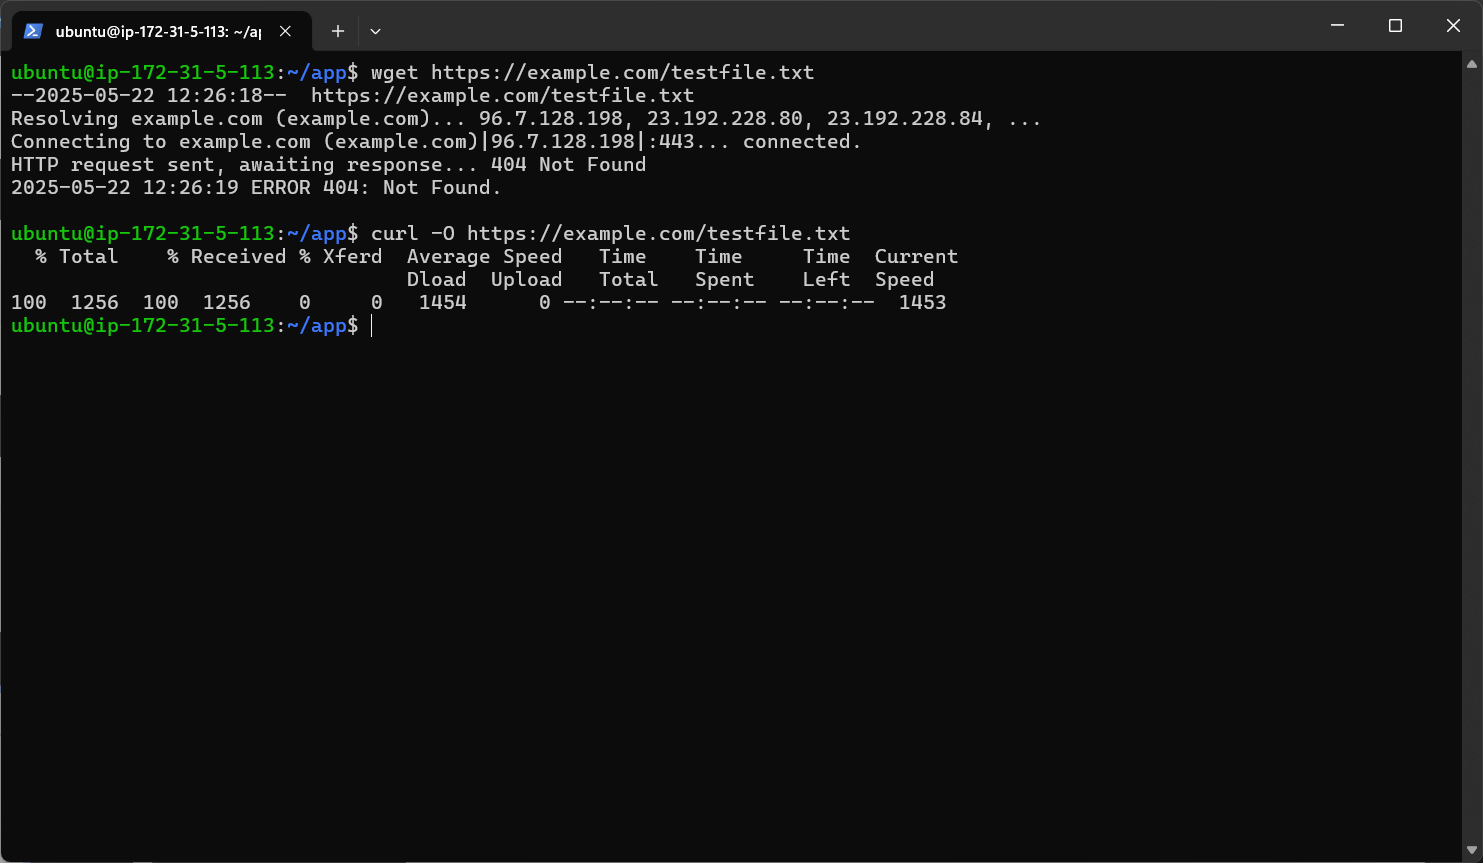 ubuntu@ip-172-31-5-113: ~/ap
ubuntu@ip-172-31-5-113:~/app$ wget https://example.com/testfile.txt
--2025-05-22 12:26:18--  https://example.com/testfile.txt
Resolving example.com (example.com)... 96.7.128.198, 23.192.228.80, 23.192.228.84, ...
Connecting to example.com (example.com)|96.7.128.198|:443... connected.
HTTP request sent, awaiting response... 404 Not Found
2025-05-22 12:26:19 ERROR 404: Not Found.
ubuntu@ip-172-31-5-113:~/app$ curl -O https://example.com/testfile.txt
  % Total    % Received % Xferd  Average Speed   Time    Time     Time  Current
                                 Dload  Upload   Total   Spent    Left  Speed
100  1256  100  1256    0     0   1454      0 --:--:-- --:--:-- --:--:--  1453
ubuntu@ip-172-31-5-113:~/app$